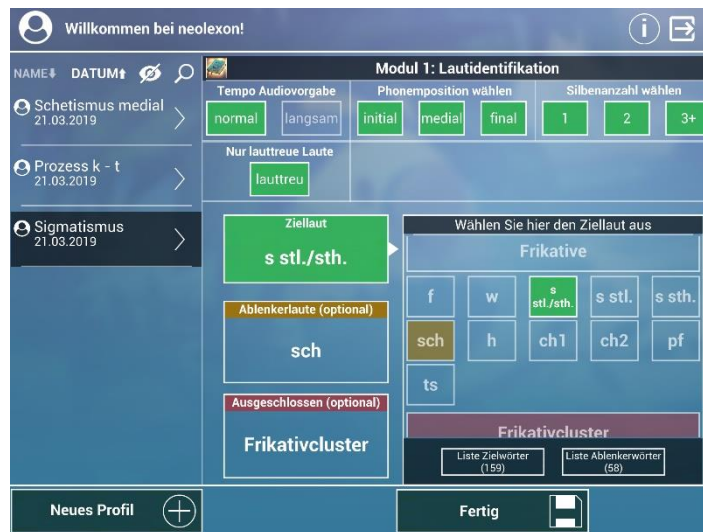 Willkommen bei neolexon!
i
NAME⬇ DATUM⬆
Schetismus medial
21.03.2019
Prozess k - t
21.03.2019
Sigmatismus
21.03.2019
Modul 1: Lautidentifikation
Tempo Audiovorgabe
normal langsam
Phonemposition wählen
initial medial final
Silbenanzahl wählen
1 2 3+
Nur lauttreue Laute
lauttreu
Ziellaut
s stl./sth.
Ablenkerlaute (optional)
sch
Ausgeschlossen (optional)
Frikativcluster
Wählen Sie hier den Ziellaut aus
Frikative
f w s stl./sth. s stl. s sth.
sch h ch1 ch2 pf
ts
Frikativcluster
Liste Zielwörter
(159)
Liste Ablenkerwörter
(58)
Neues Profil
Fertig